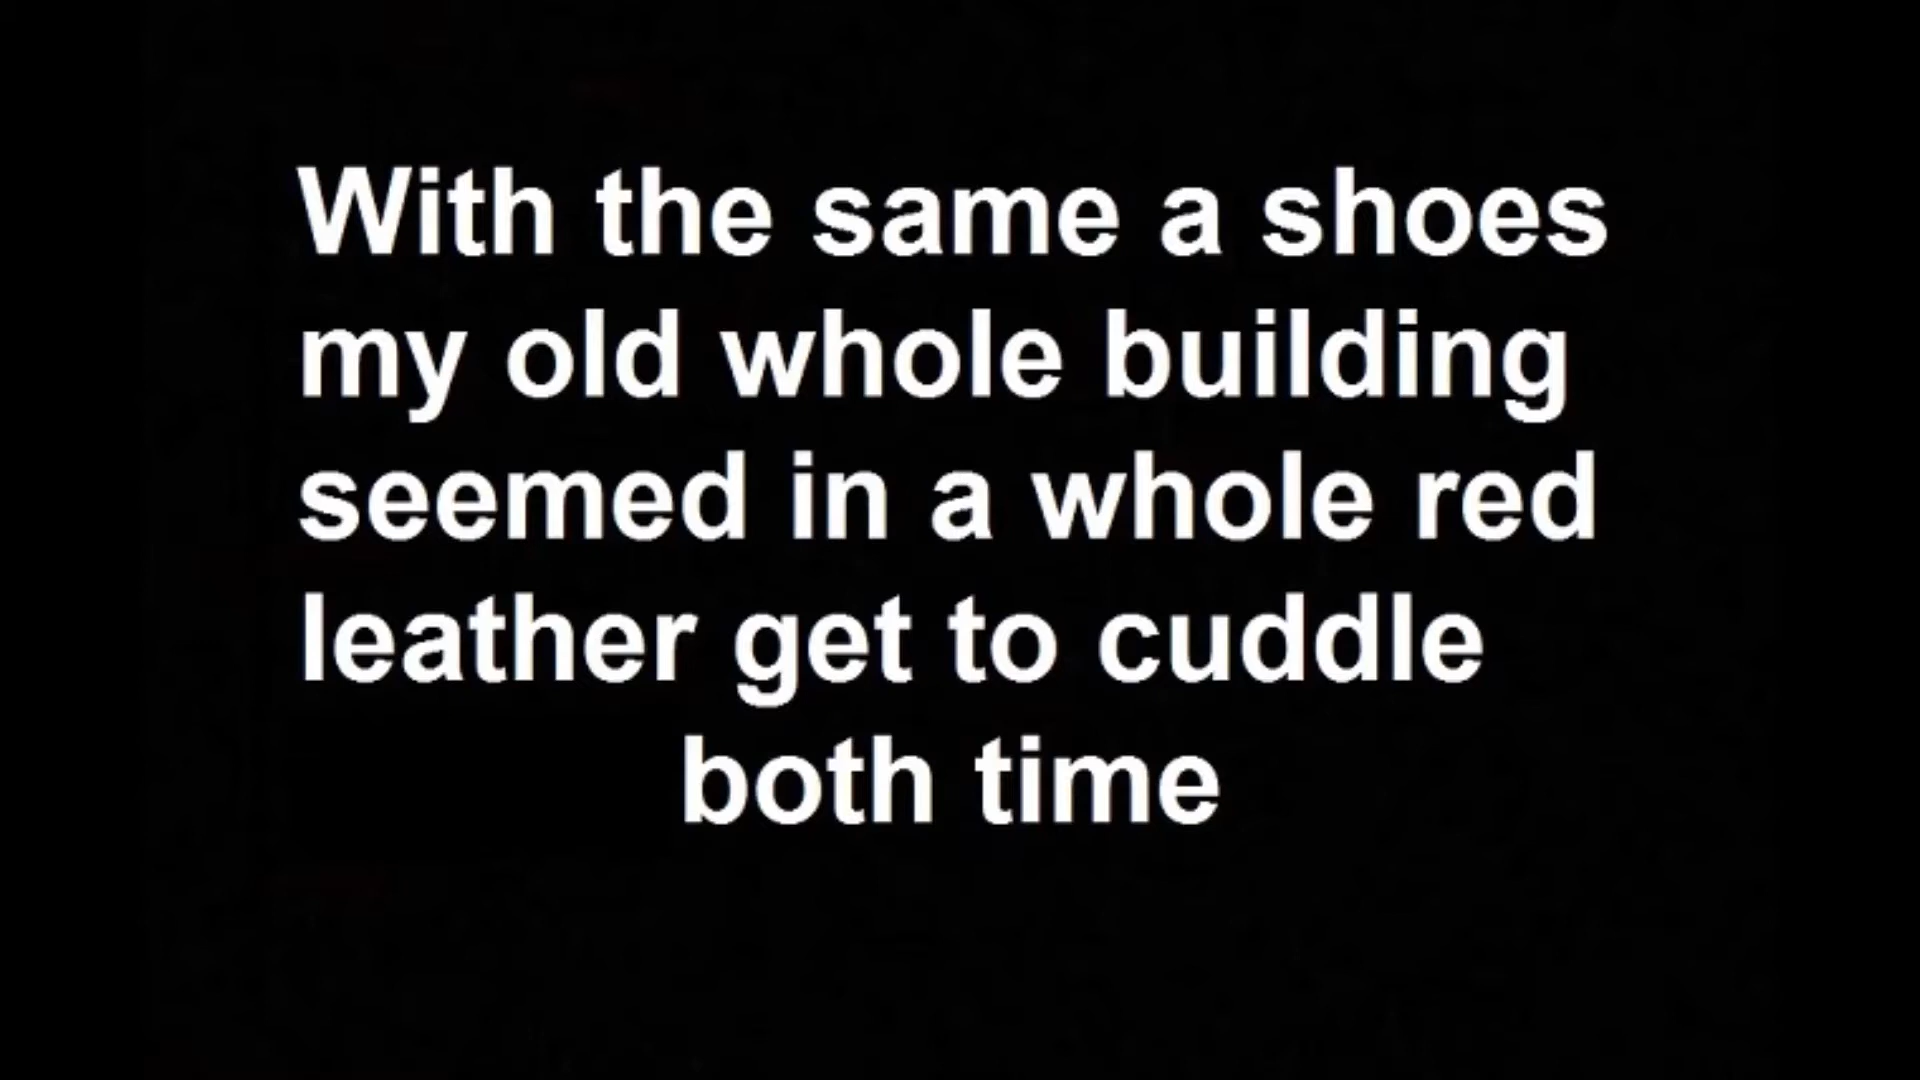 With the same a shoes
my old whole building
seemed in a whole red
leather get to cuddle
both time